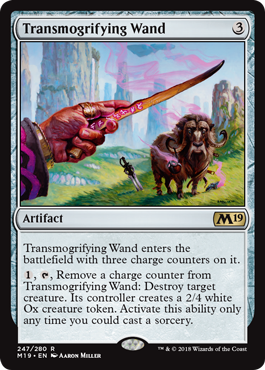 Transmogrifying Wand 3
Artifact M19
Transmogrifying Wand enters the
battlefield with three charge counters on it.
1, T, Remove a charge counter from
Transmogrifying Wand: Destroy target
creature. Its controller creates a 2/4 white
Ox creature token. Activate this ability only
any time you could cast a sorcery.
247/280 R
M19 • EN Aaron Miller
™ & © 2018 Wizards of the Coast